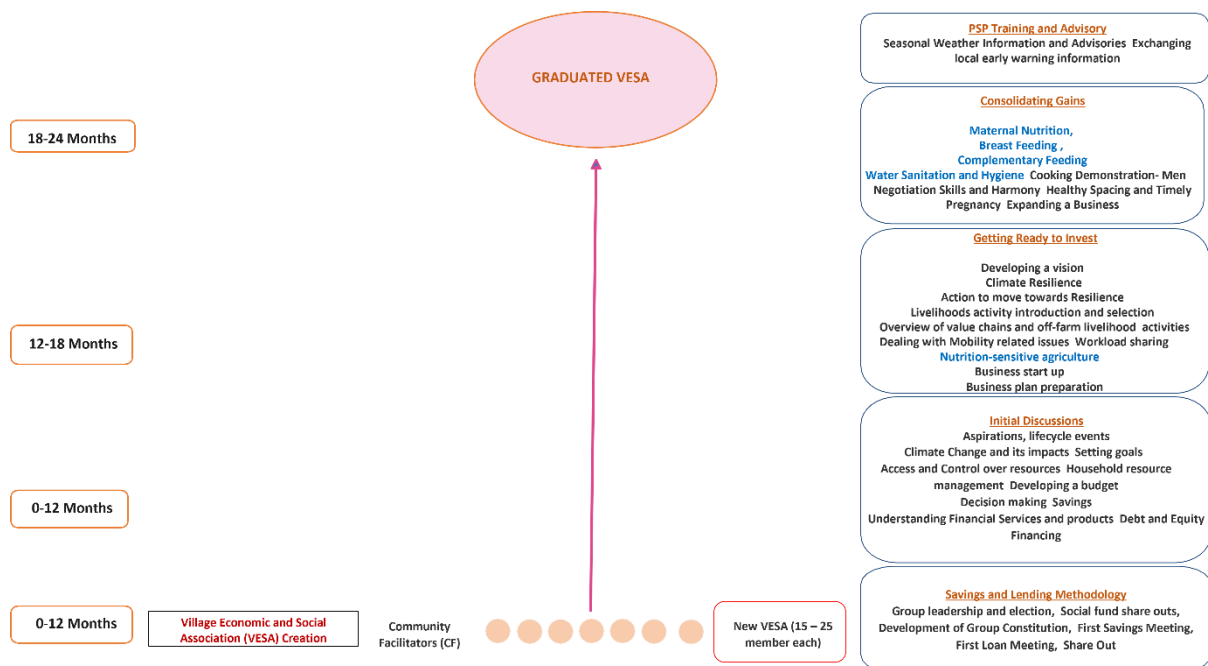 PSP Training and Advisory
Seasonal Weather Information and Advisories  Exchanging
local early warning information
GRADUATED VESA
18-24 Months
Consolidating Gains
Maternal Nutrition,
Breast Feeding ,
Complementary Feeding
Water Sanitation and Hygiene  Cooking Demonstration- Men
Negotiation Skills and Harmony  Healthy Spacing and Timely
Pregnancy  Expanding a Business
12-18 Months
Getting Ready to Invest
Developing a vision
Climate Resilience
Action to move towards Resilience
Livelihoods activity introduction and selection
Overview of value chains and off-farm livelihood  activities
Dealing with Mobility related issues  Workload sharing
Nutrition-sensitive agriculture
Business start up
Business plan preparation
0-12 Months
Initial Discussions
Aspirations, lifecycle events
Climate Change and its impacts  Setting goals
Access and Control over resources  Household resource
management  Developing a budget
Decision making  Savings
Understanding Financial Services and products  Debt and Equity
Financing
0-12 Months
Village Economic and Social
Association (VESA) Creation
Community
Facilitators (CF)
New VESA (15 – 25
member each)
Savings and Lending Methodology
Group leadership and election,  Social fund share outs,
Development of Group Constitution,  First Savings Meeting,
First Loan Meeting,  Share Out